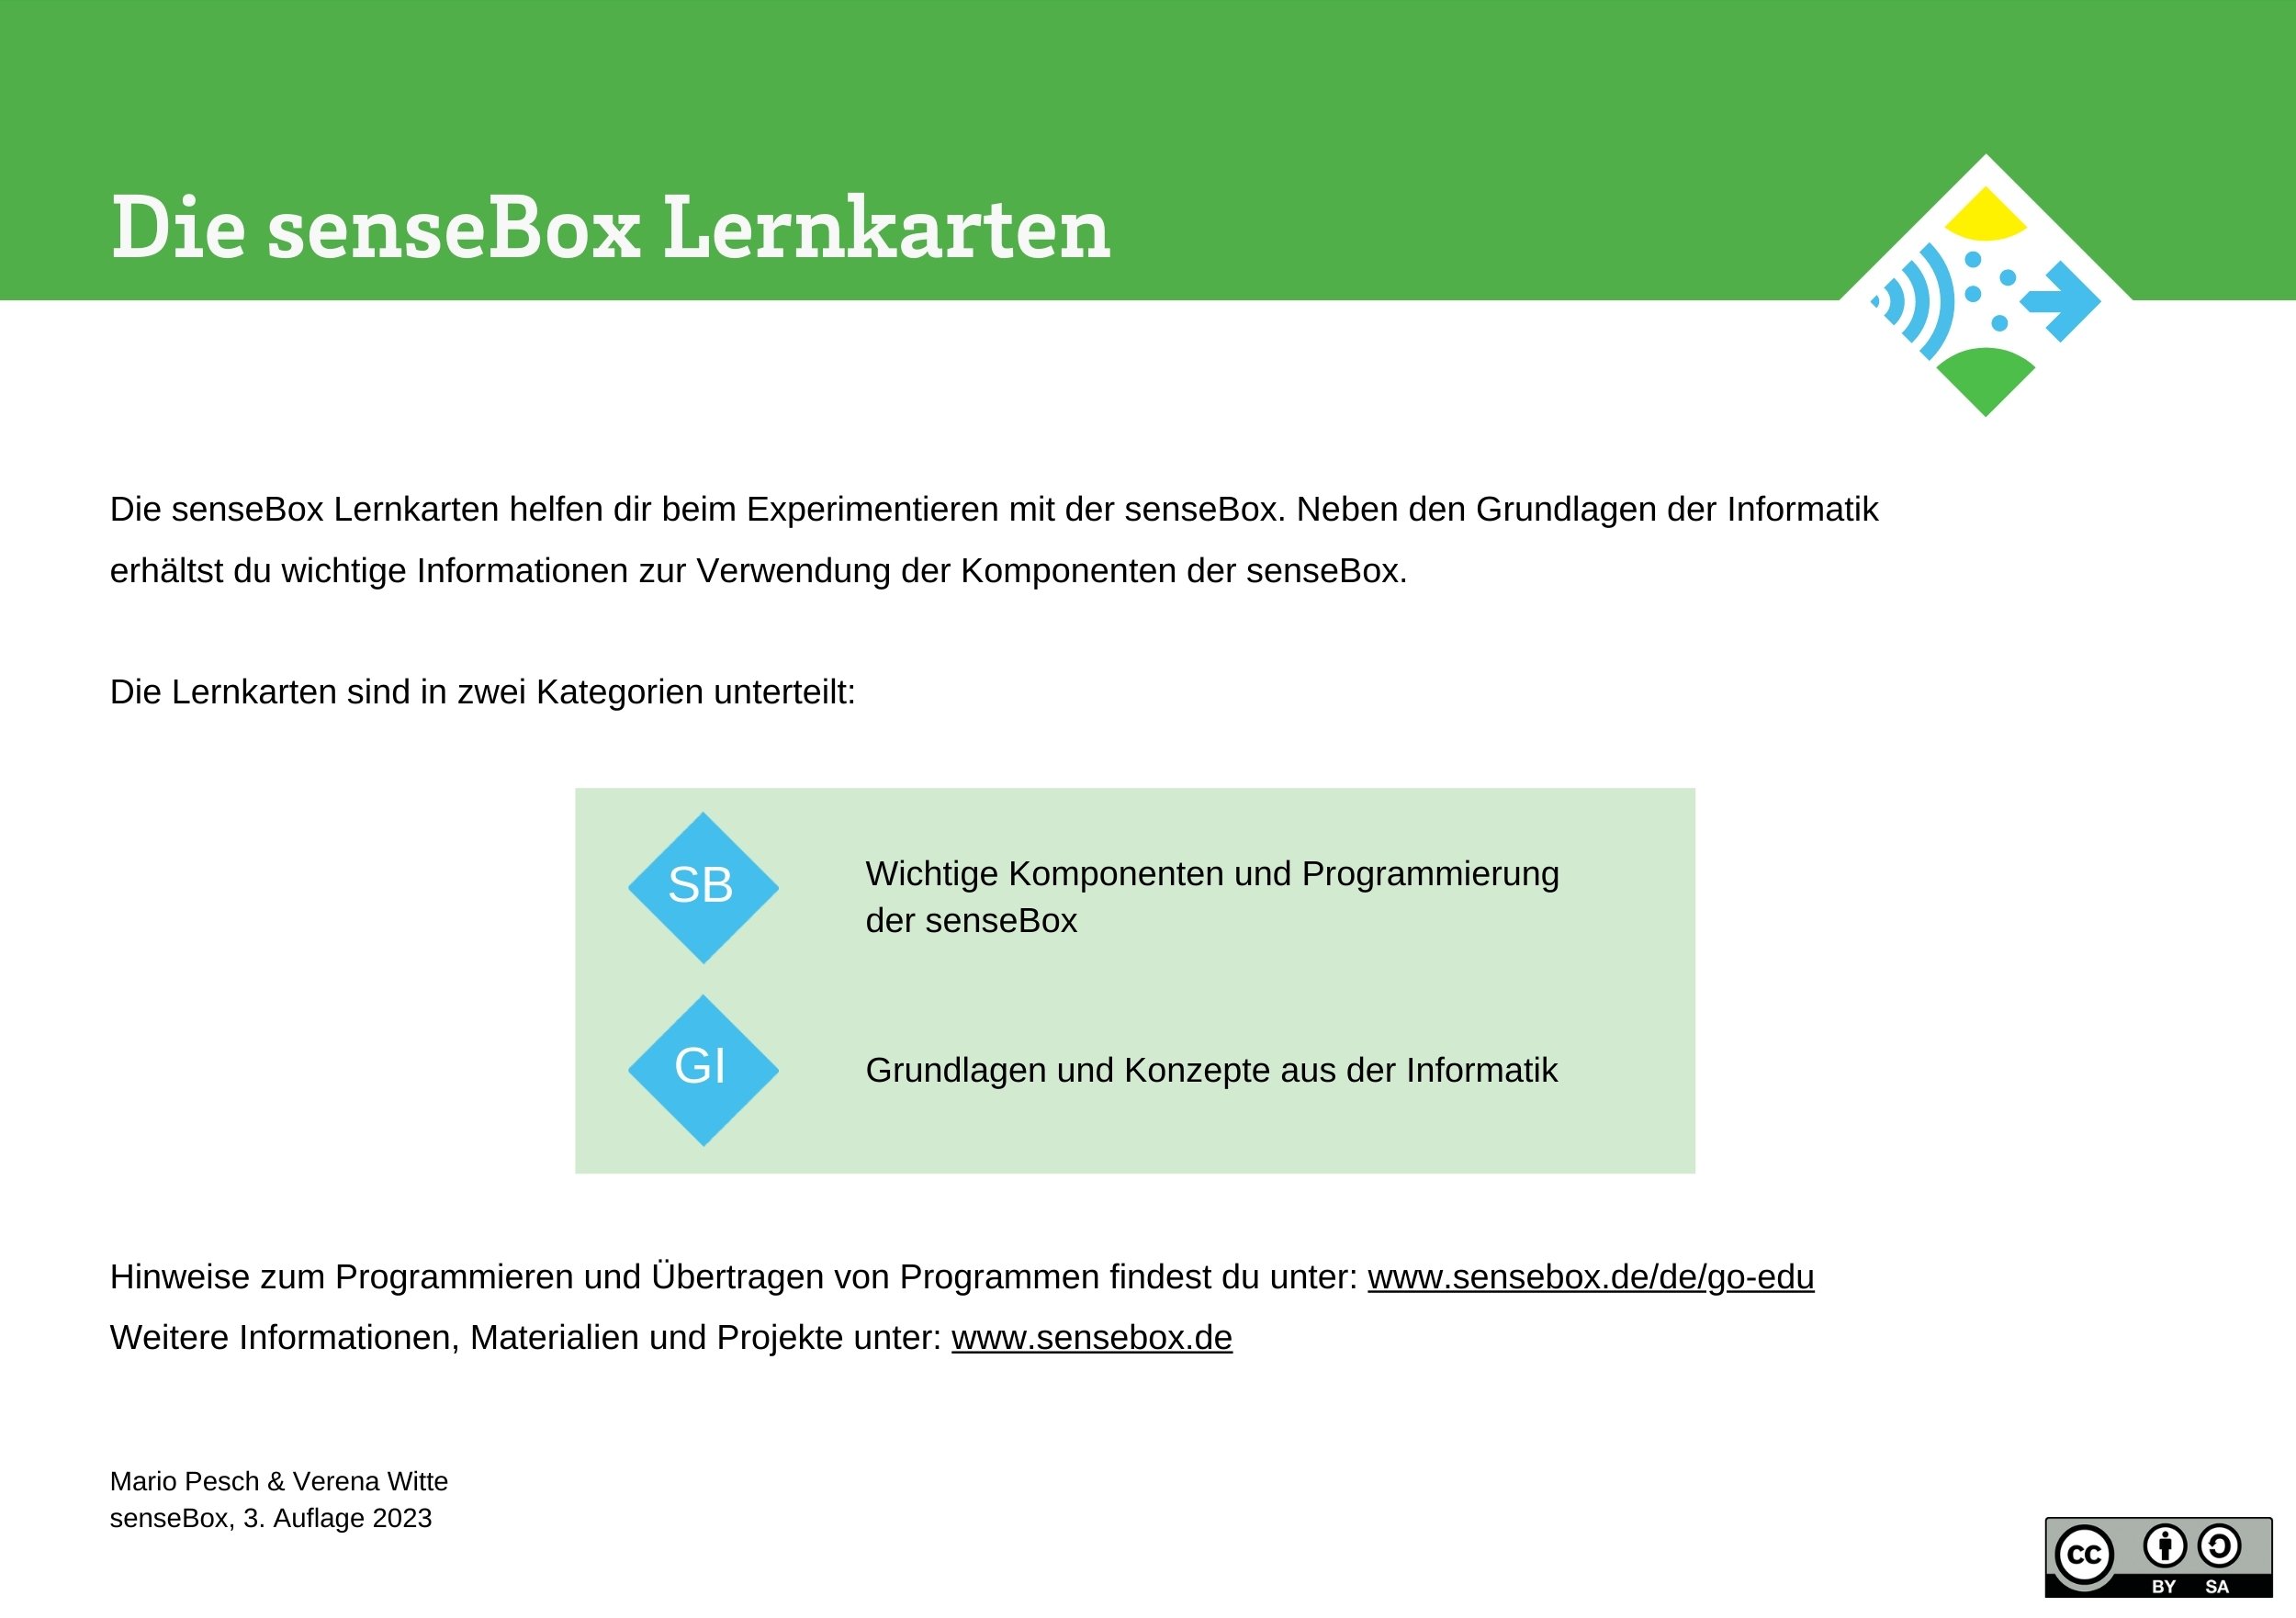 Die senseBox Lernkarten
Die senseBox Lernkarten helfen dir beim Experimentieren mit der senseBox. Neben den Grundlagen der Informatik
erhältst du wichtige Informationen zur Verwendung der Komponenten der senseBox.
Die Lernkarten sind in zwei Kategorien unterteilt:
SB
Wichtige Komponenten und Programmierung
der senseBox
GI
Grundlagen und Konzepte aus der Informatik
Hinweise zum Programmieren und Übertragen von Programmen findest du unter: www.sensebox.de/de/go-edu
Weitere Informationen, Materialien und Projekte unter: www.sensebox.de
Mario Pesch & Verena Witte
senseBox, 3. Auflage 2023
cc
BY SA